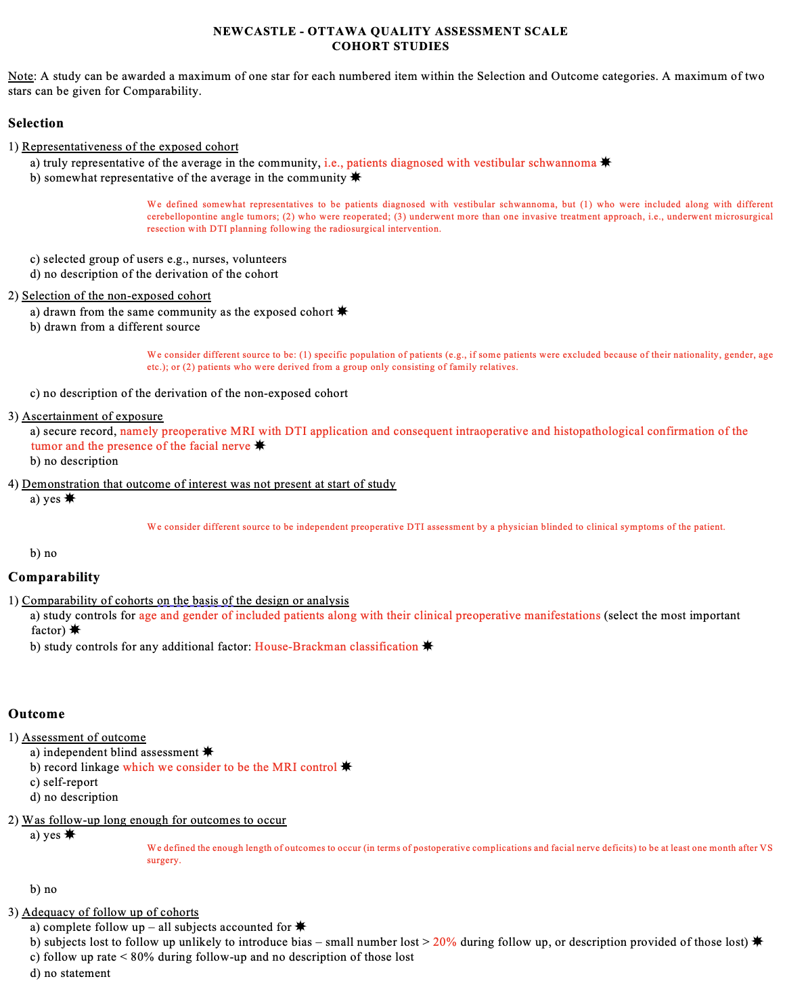 NEWCASTLE - OTTAWA QUALITY ASSESSMENT SCALE
COHORT STUDIES
Note: A study can be awarded a maximum of one star for each numbered item within the Selection and Outcome categories. A maximum of two
stars can be given for Comparability.
Selection
1) Representativeness of the exposed cohort
a) truly representative of the average in the community, i.e., patients diagnosed with vestibular schwannoma ✸
b) somewhat representative of the average in the community ✸
We defined somewhat representatives to be patients diagnosed with vestibular schwannoma, but (1) who were included along with different
cerebellopontine angle tumors; (2) who were reoperated; (3) underwent more than one invasive treatment approach, i.e., underwent microsurgical
resection with DTI planning following the radiosurgical intervention.
c) selected group of users e.g., nurses, volunteers
d) no description of the derivation of the cohort
2) Selection of the non-exposed cohort
a) drawn from the same community as the exposed cohort ✸
b) drawn from a different source
We consider different source to be: (1) specific population of patients (e.g., if some patients were excluded because of their nationality, gender, age
etc.); or (2) patients who were derived from a group only consisting of family relatives.
c) no description of the derivation of the non-exposed cohort
3) Ascertainment of exposure
a) secure record, namely preoperative MRI with DTI application and consequent intraoperative and histopathological confirmation of the
tumor and the presence of the facial nerve ✸
b) no description
4) Demonstration that outcome of interest was not present at start of study
a) yes ✸
We consider different source to be independent preoperative DTI assessment by a physician blinded to clinical symptoms of the patient.
b) no
Comparability
1) Comparability of cohorts on the basis of the design or analysis
a) study controls for age and gender of included patients along with their clinical preoperative manifestations (select the most important
factor) ✸
b) study controls for any additional factor: House-Brackman classification ✸
Outcome
1) Assessment of outcome
a) independent blind assessment ✸
b) record linkage which we consider to be the MRI control ✸
c) self-report
d) no description
2) Was follow-up long enough for outcomes to occur
a) yes ✸
We defined the enough length of outcomes to occur (in terms of postoperative complications and facial nerve deficits) to be at least one month after VS
surgery.
b) no
3) Adequacy of follow up of cohorts
a) complete follow up – all subjects accounted for ✸
b) subjects lost to follow up unlikely to introduce bias – small number lost > 20% during follow up, or description provided of those lost) ✸
c) follow up rate < 80% during follow-up and no description of those lost
d) no statement